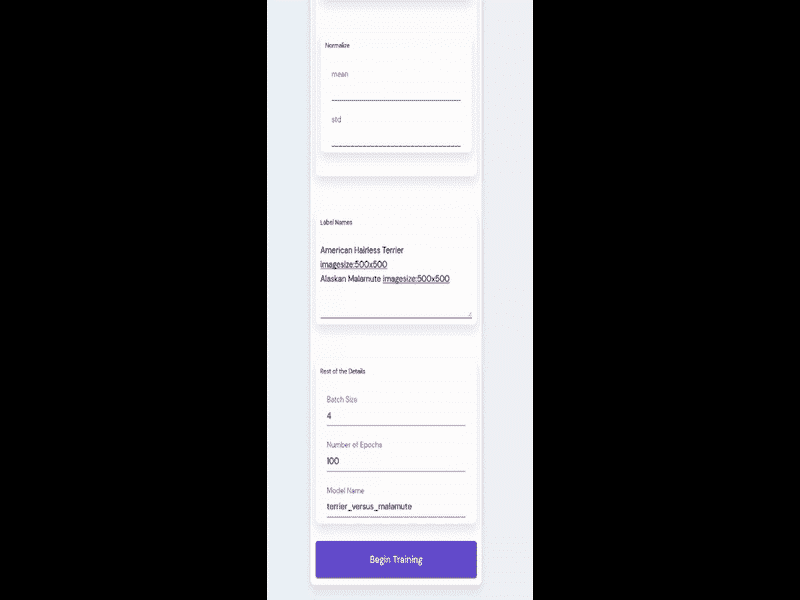 Normalize
mean
std
Label Names
American Hairless Terrier
imagesize:500x500
Alaskan Malamute imagesize:500x500
Rest of the Details
Batch Size
4
Number of Epochs
100
Model Name
terrier_versus_malamute
Begin Training